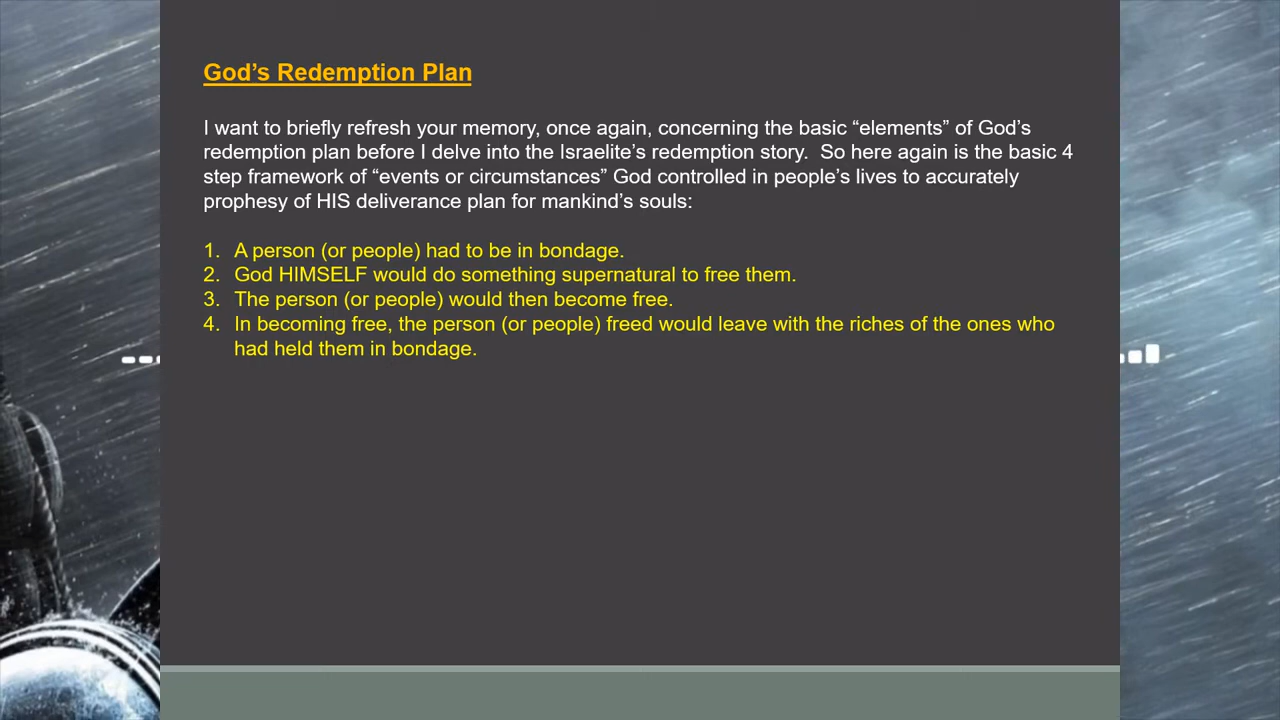 God’s Redemption Plan
I want to briefly refresh your memory, once again, concerning the basic “elements” of God’s
redemption plan before I delve into the Israelite’s redemption story.  So here again is the basic 4
step framework of “events or circumstances” God controlled in people’s lives to accurately
prophesy of HIS deliverance plan for mankind’s souls:
1. A person (or people) had to be in bondage.
2. God HIMSELF would do something supernatural to free them.
3. The person (or people) would then become free.
4. In becoming free, the person (or people) freed would leave with the riches of the ones who
had held them in bondage.